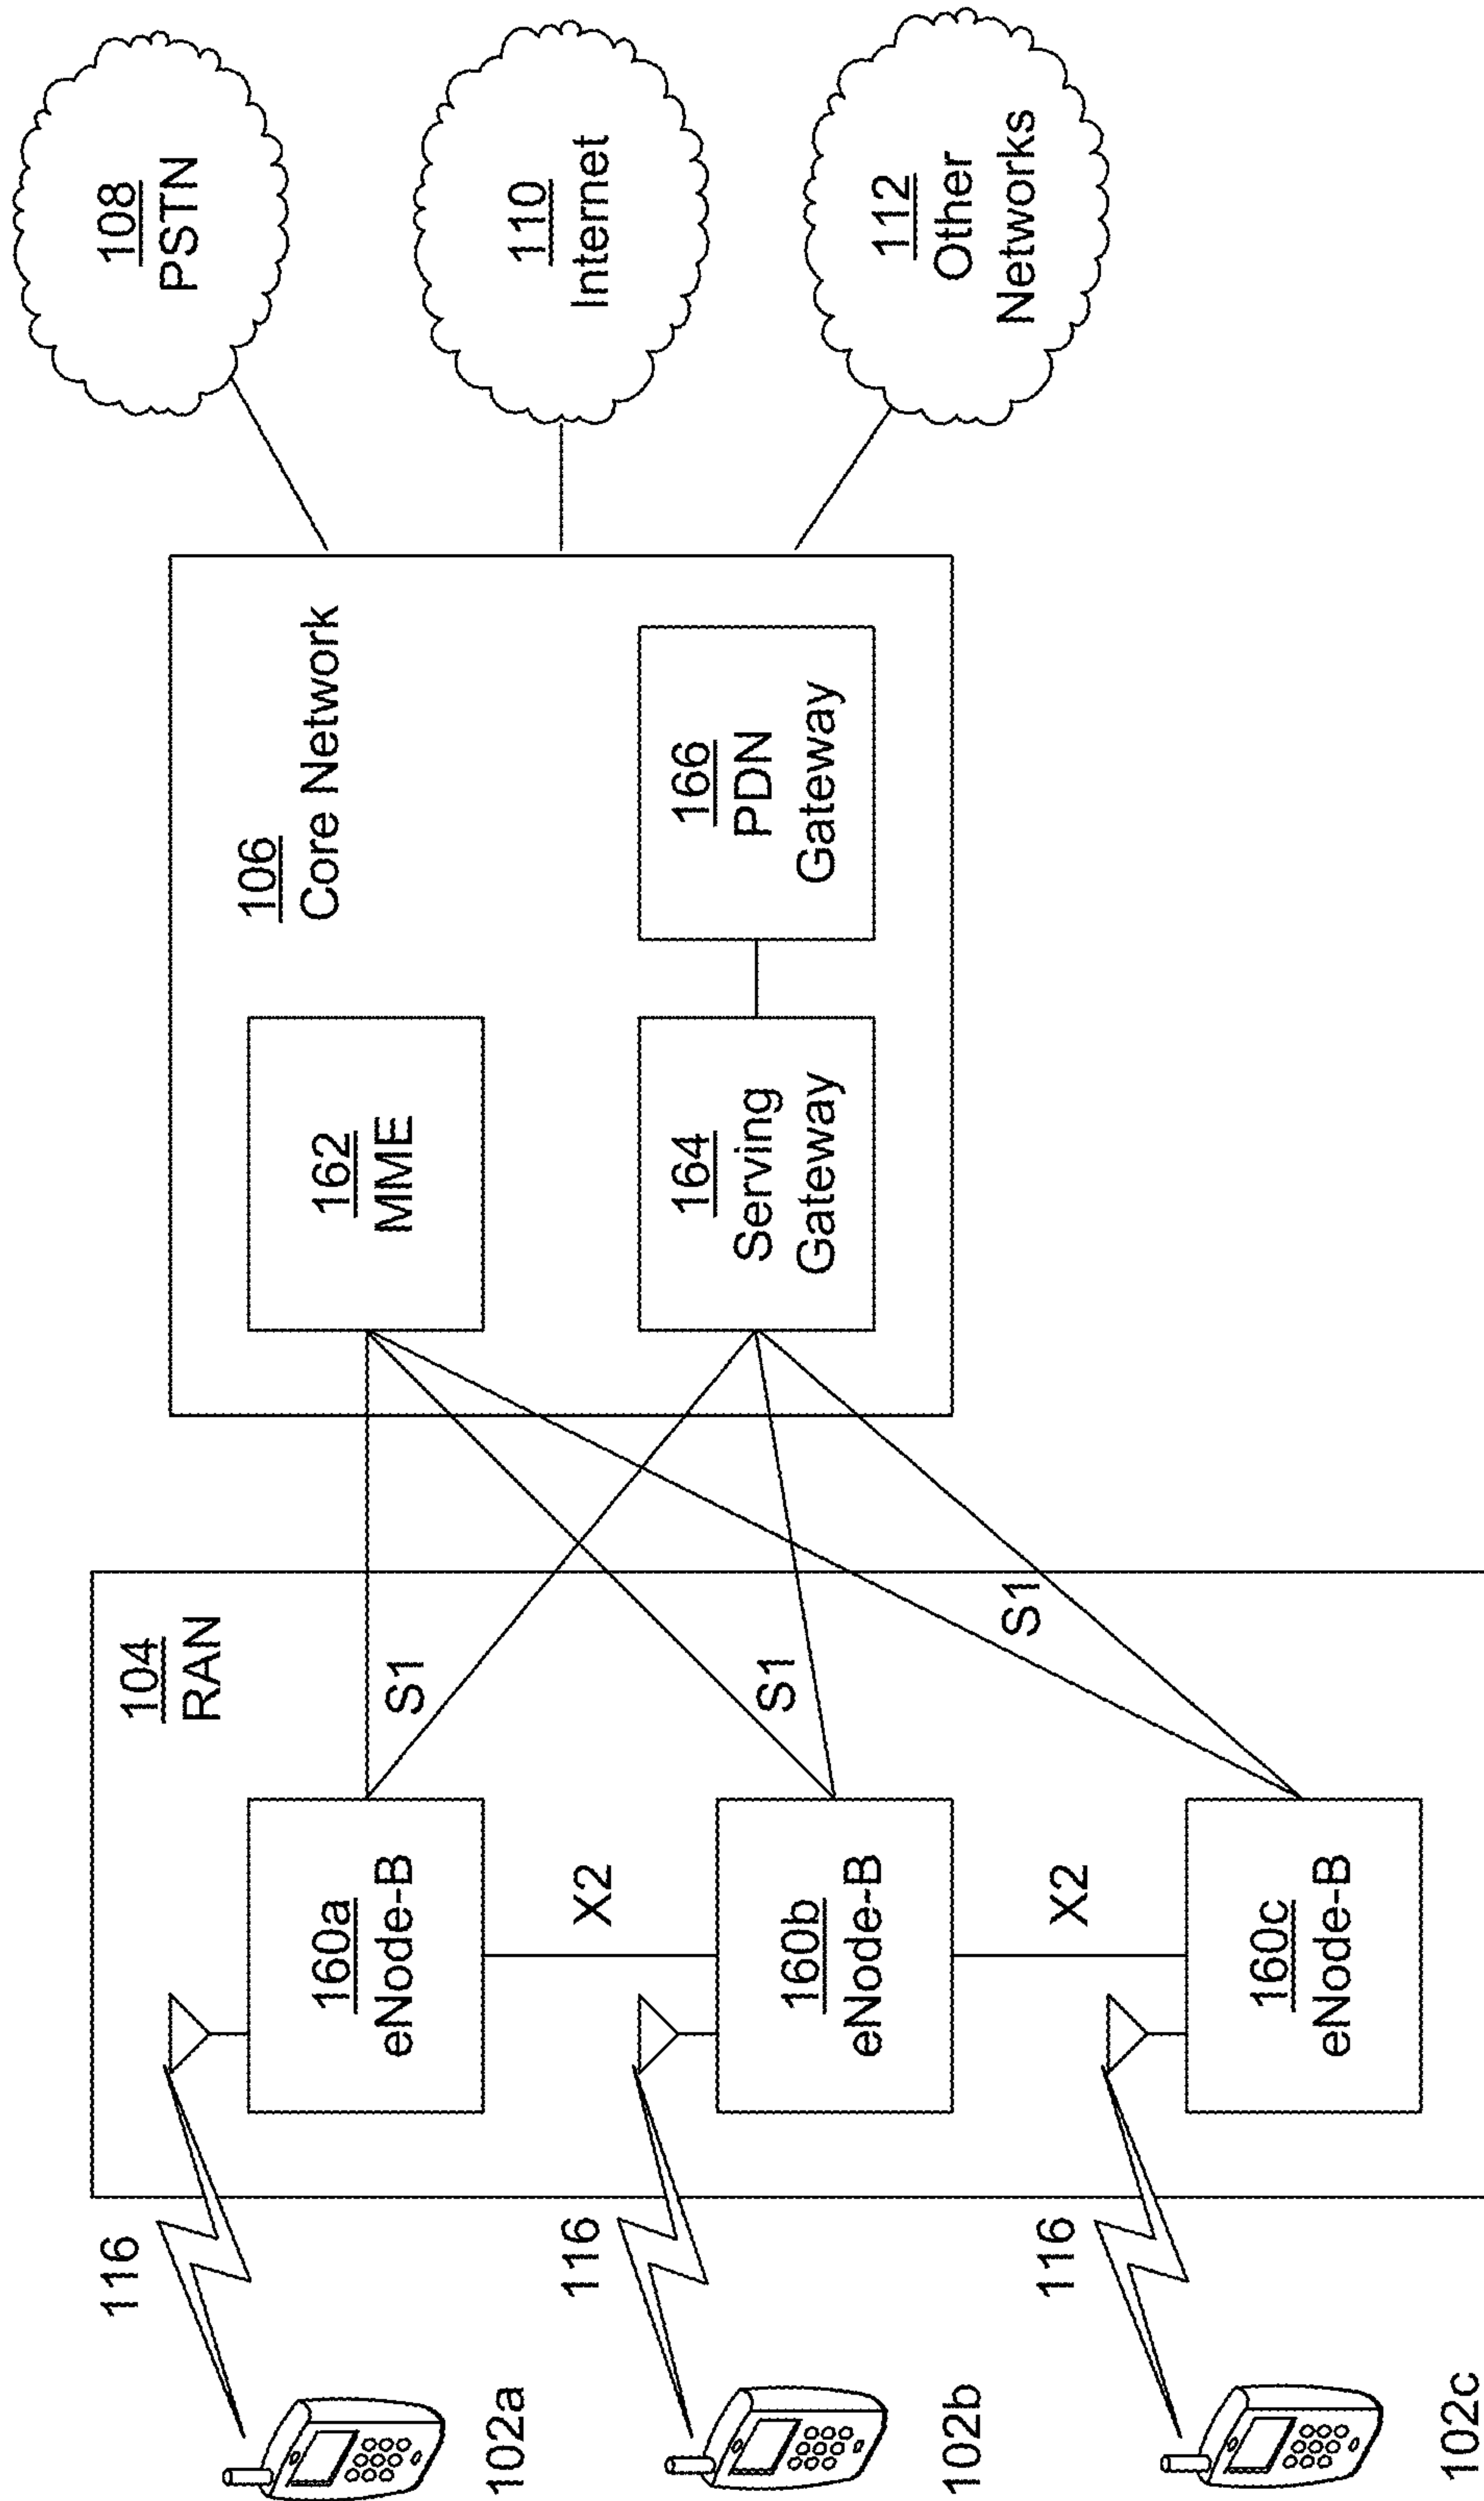 102a
102b
102c
116
116
116
104
RAN
160a
eNode-B
X2
160b
eNode-B
X2
160c
eNode-B
S1
S1
S1
106
Core Network
162
MME
164
Serving
Gateway
166
PDN
Gateway
108
PSTN
110
Internet
112
Other
Networks